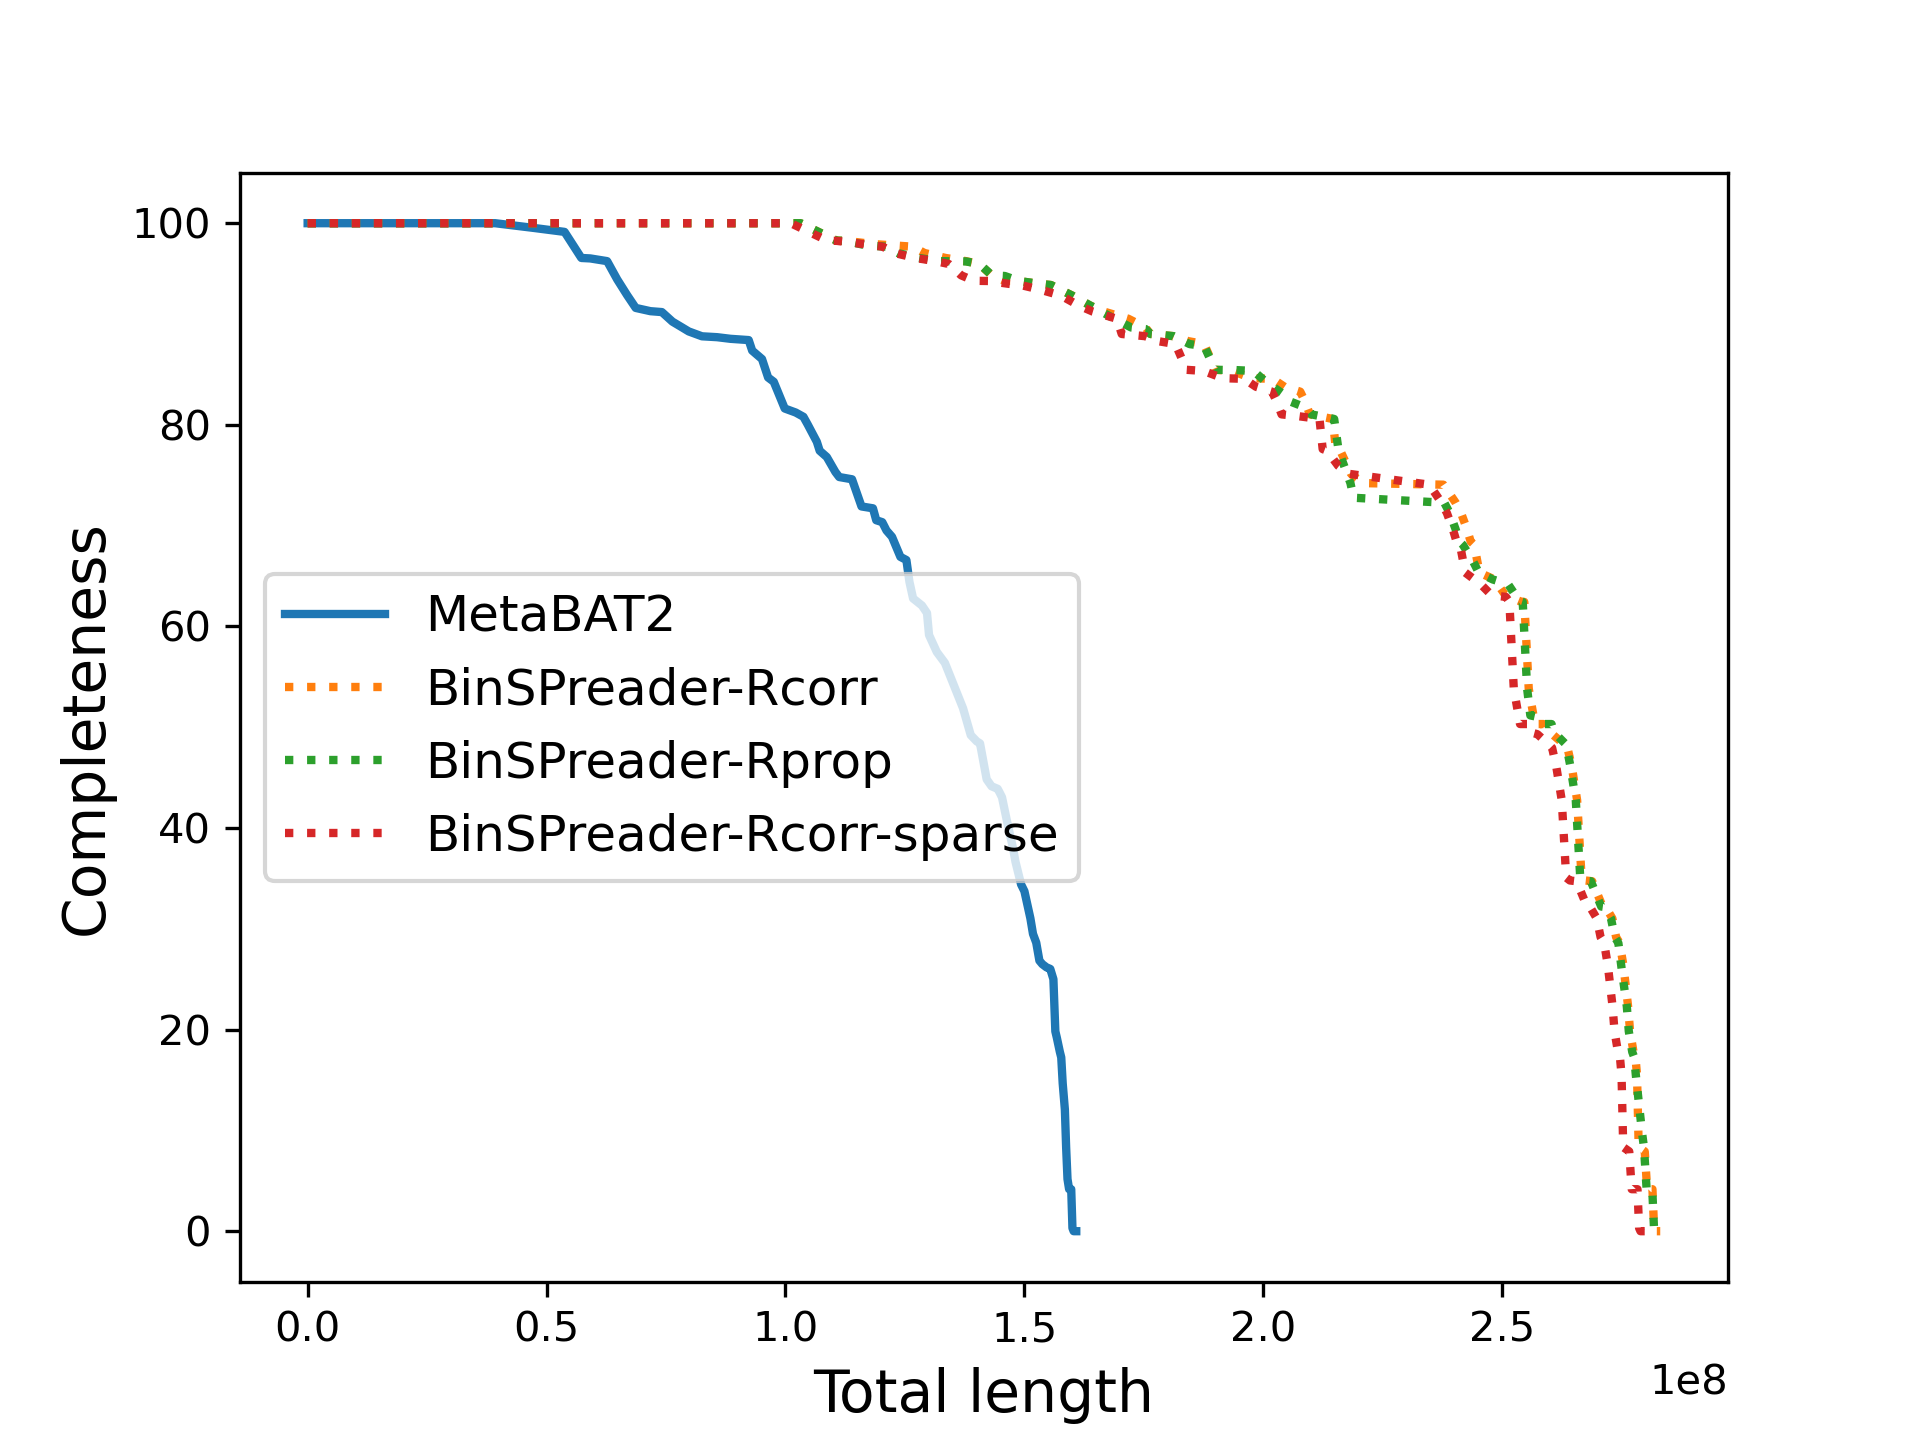 100
80
60
40
20
0
Completeness
MetaBAT2
BinSPreader-Rcorr
BinSPreader-Rprop
BinSPreader-Rcorr-sparse
0.0 0.5 1.0 1.5 2.0 2.5
1e8
Total length